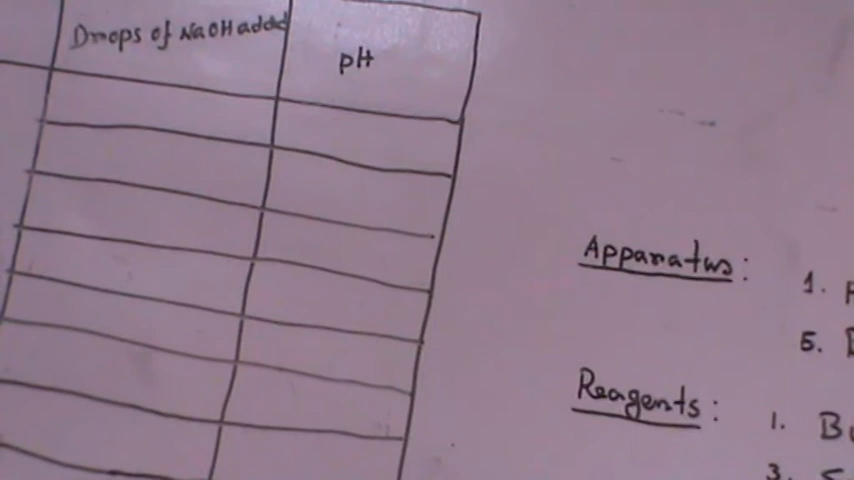 Drops of NaOH added
pH
Apparatus:
1.
5.
Reagents:
1.
3.